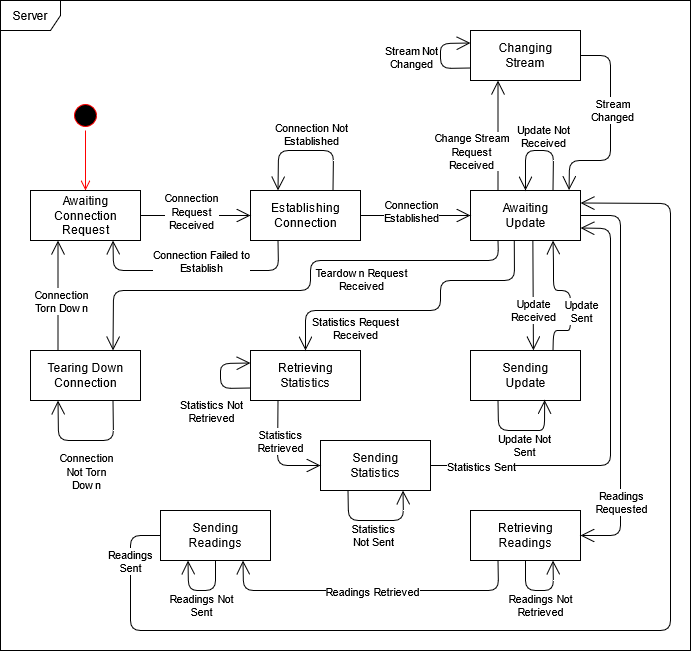 Server
Stream Not
Changed
Changing
Stream
Stream
Changed
Connection Not
Established
Change Stream
Request
Received
Update Not
Received
Awaiting
Connection
Request
Connection
Request
Received
Establishing
Connection
Connection
Established
Awaiting
Update
Connection Failed to
Establish
Teardown Request
Received
Connection
Torn Down
Statistics Request
Received
Update
Received
Update
Sent
Tearing Down
Connection
Retrieving
Statistics
Sending
Update
Statistics Not
Retrieved
Connection
Not Torn
Down
Statistics
Retrieved
Sending
Statistics
Statistics Sent
Update Not
Sent
Statistics
Not Sent
Readings
Requested
Sending
Readings
Retrieving
Readings
Readings
Sent
Readings Not
Sent
Readings Retrieved
Readings Not
Retrieved